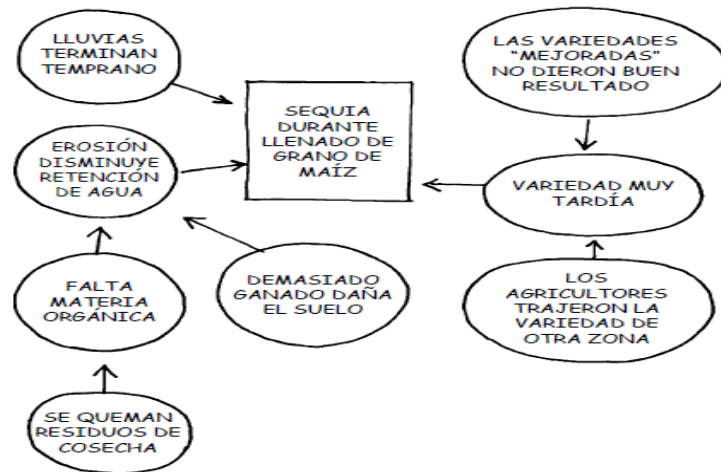 LLUVIAS
TERMINAN
TEMPRANO
LAS VARIEDADES
"MEJORADAS"
NO DIERON BUEN
RESULTADO
SEQUIA
DURANTE
LLENADO DE
GRANO DE
MAÍZ
EROSIÓN
DISMINUYE
RETENCIÓN
DE AGUA
VARIEDAD MUY
TARDÍA
FALTA
MATERIA
ORGÁNICA
DEMASIADO
GANADO DAÑA
EL SUELO
LOS
AGRICULTORES
TRAJERON LA
VARIEDAD DE
OTRA ZONA
SE QUEMAN
RESIDUOS DE
COSECHA